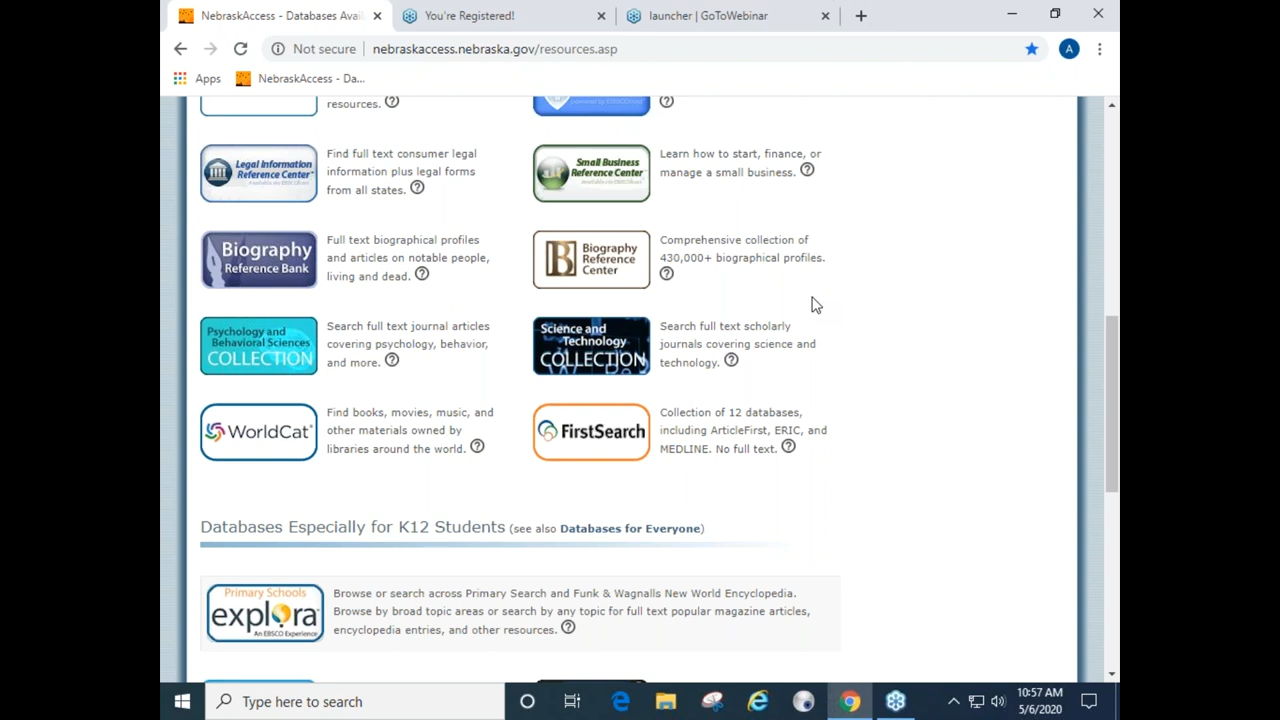 NebraskAccess - Databases Avail
You're Registered!
launcher | GoToWebinar
Not secure
nebraskaccess.nebraska.gov/resources.asp
A
Apps
NebraskAccess - Da...
resources.
Legal Information
Reference Center
Find full text consumer legal
information plus legal forms
from all states.
Small Business
Reference Center
Learn how to start, finance, or
manage a small business.
Biography
Reference Bank
Full text biographical profiles
and articles on notable people,
living and dead.
B
Biography
Reference
Center
Comprehensive collection of
430,000+ biographical profiles.
Psychology and
Behavioral Sciences
COLLECTION
Search full text journal articles
covering psychology, behavior,
and more.
Science and
Technology
COLLECTION
Search full text scholarly
journals covering science and
technology.
WorldCat
Find books, movies, music, and
other materials owned by
libraries around the world.
FirstSearch
Collection of 12 databases,
including ArticleFirst, ERIC, and
MEDLINE. No full text.
Databases Especially for K12 Students (see also Databases for Everyone)
Primary Schools
explora
An EBSCO Experience
Browse or search across Primary Search and Funk & Wagnalls New World Encyclopedia.
Browse by broad topic areas or search by any topic for full text popular magazine articles,
encyclopedia entries, and other resources.
Type here to search
10:57 AM
5/6/2020